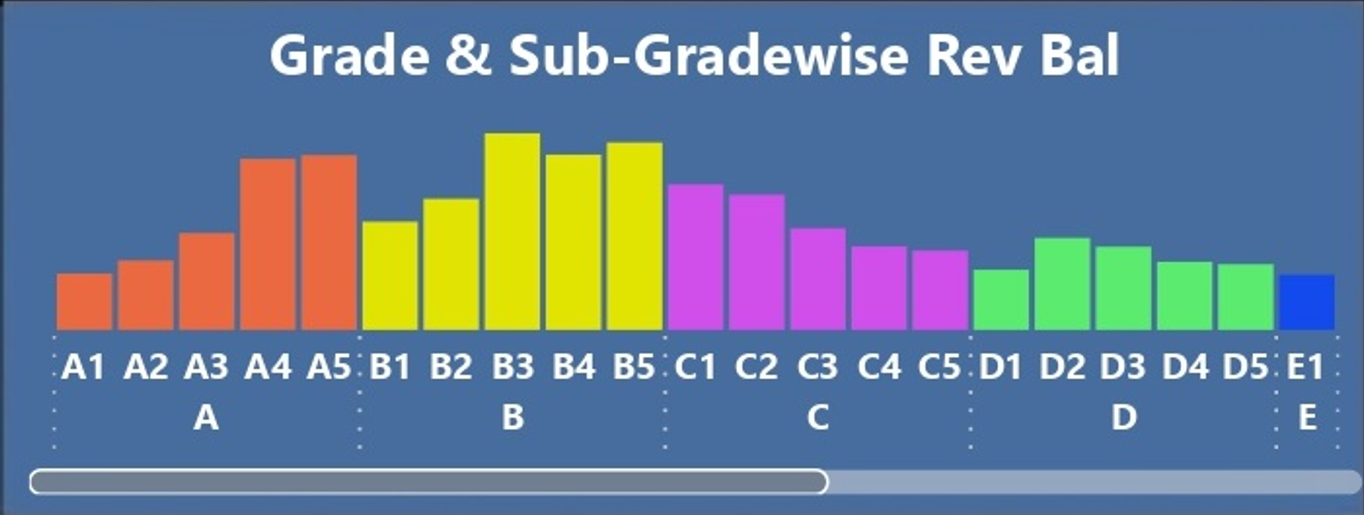 Grade & Sub-Gradewise Rev Bal
A1 A2 A3 A4 A5 B1 B2 B3 B4 B5 C1 C2 C3 C4 C5 D1 D2 D3 D4 D5 E1
A B C D E